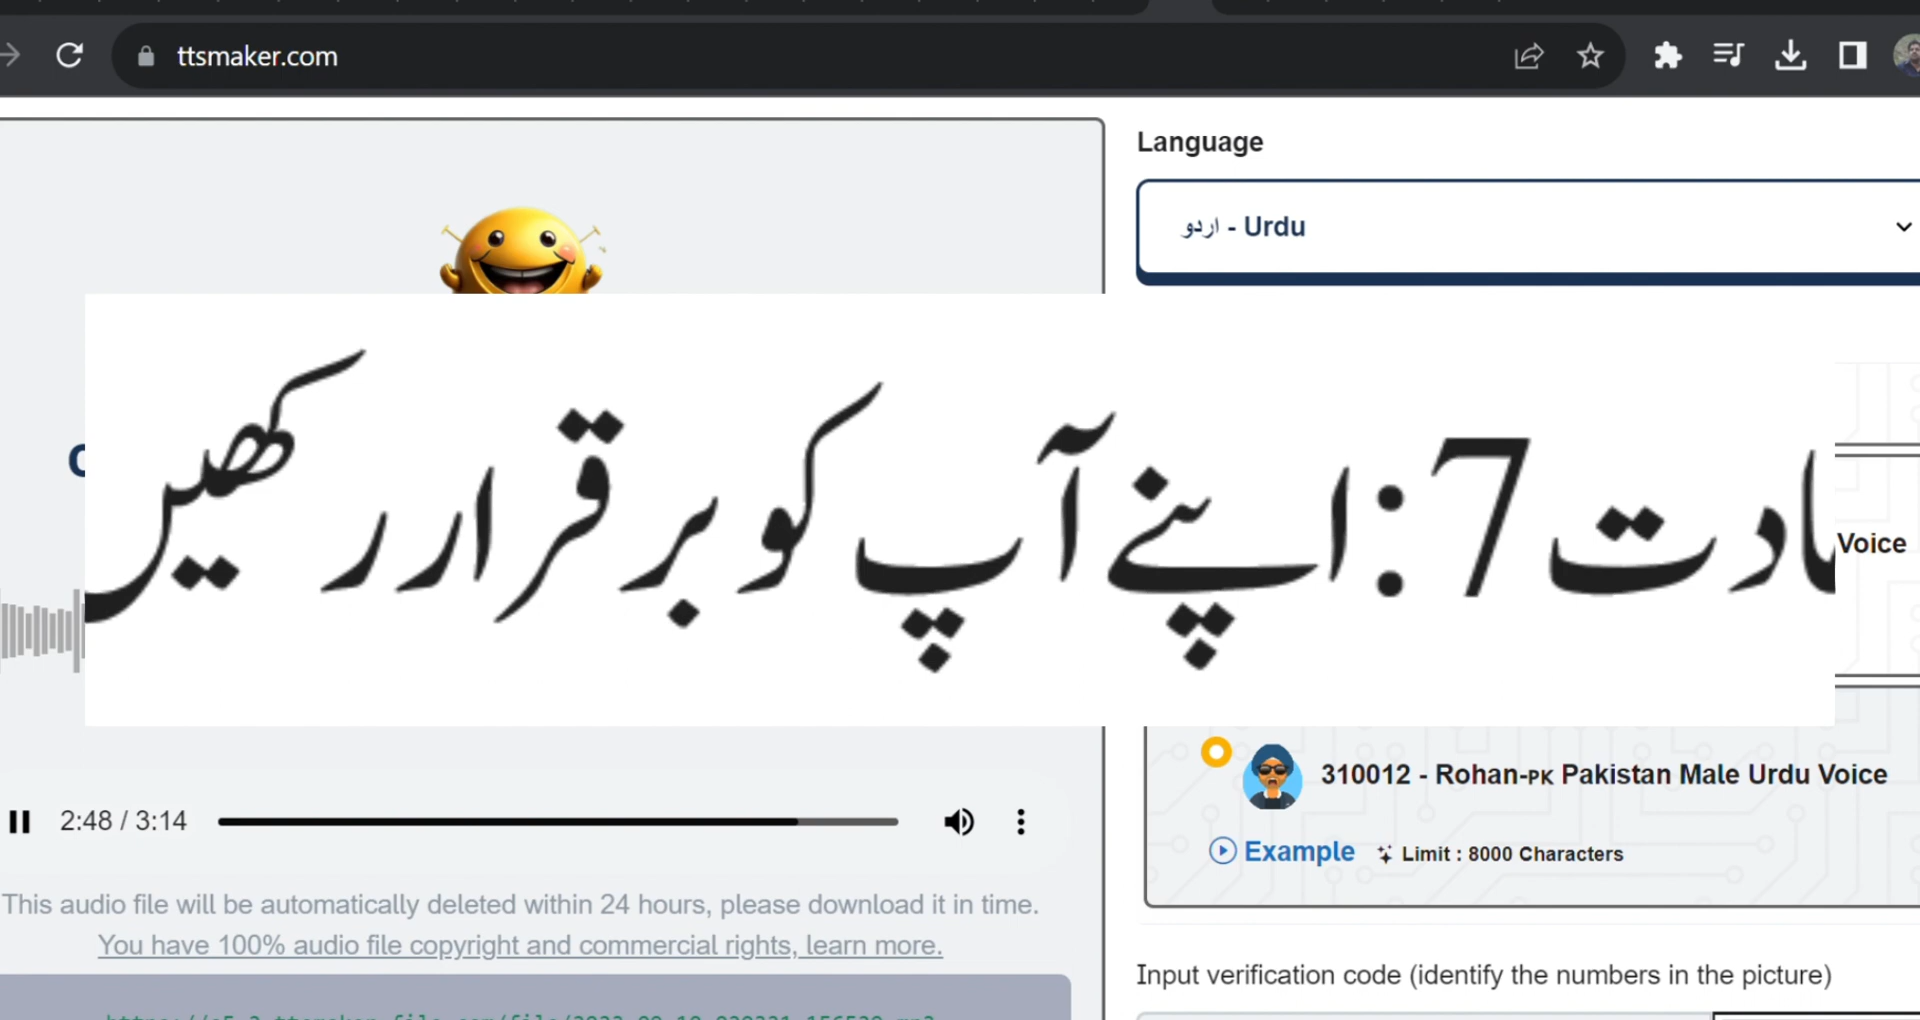 ttsmaker.com
Language
اردو - Urdu
7: اپنے آپ کو برقرار رکھیں
Voice
310012 - Rohan-PK Pakistan Male Urdu Voice
Example Limit : 8000 Characters
2:48 / 3:14
This audio file will be automatically deleted within 24 hours, please download it in time.
You have 100% audio file copyright and commercial rights, learn more.
Input verification code (identify the numbers in the picture)